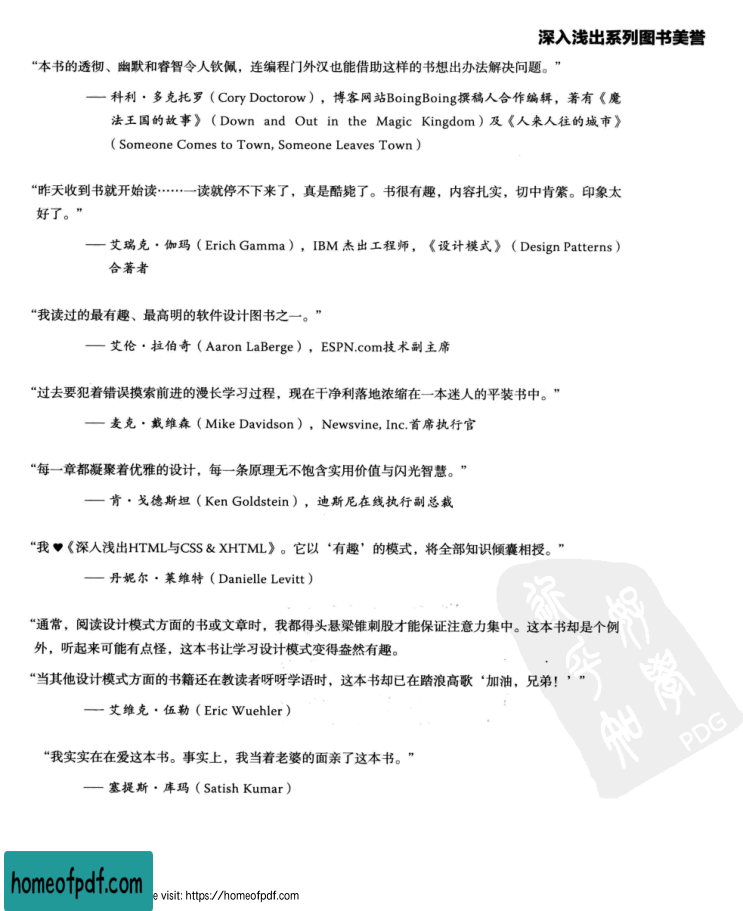 深入浅出系列图书美誉
“本书的透彻、幽默和睿智令人钦佩，连编程门外汉也能借助这样的书想出办法解决问题。”
—— 科利·多克托罗（Cory Doctorow），博客网站BoingBoing撰稿人合作编辑，著有《魔
法王国的故事》（Down and Out in the Magic Kingdom）及《人来人往的城市》
（Someone Comes to Town, Someone Leaves Town）
“昨天收到书就开始读……一读就停不下来了，真是酷毙了。书很有趣，内容扎实，切中肯綮。印象太
好了。”
—— 艾瑞克·伽玛（Erich Gamma），IBM 杰出工程师，《设计模式》（Design Patterns）
合著者
“我读过的最有趣、最高明的软件设计图书之一。”
—— 艾伦·拉伯奇（Aaron LaBerge），ESPN.com技术副主席
“过去要犯着错误摸索前进的漫长学习过程，现在干净利落地浓缩在一本迷人的平装书中。”
—— 麦克·戴维森（Mike Davidson），Newsvine, Inc.首席执行官
“每一章都凝聚着优雅的设计，每一条原理无不饱含实用价值与闪光智慧。”
—— 肯·戈德斯坦（Ken Goldstein），迪斯尼在线执行副总裁
“我 ♥《深入浅出HTML与CSS & XHTML》。它以‘有趣’的模式，将全部知识倾囊相授。”
—— 丹妮尔·莱维特（Danielle Levitt）
“通常，阅读设计模式方面的书或文章时，我都得头悬梁锥刺股才能保证注意力集中。这本书却是个例
外，听起来可能有点怪，这本书让学习设计模式变得盎然有趣。
“当其他设计模式方面的书籍还在教读者呀呀学语时，这本书却已在踏浪高歌‘加油，兄弟！’”
—— 艾维克·伍勒（Eric Wuehler）
“我实实在在爱这本书。事实上，我当着老婆的面亲了这本书。”
—— 塞提斯·库玛（Satish Kumar）
PDG
homeofpdf.com
e visit: https://homeofpdf.com